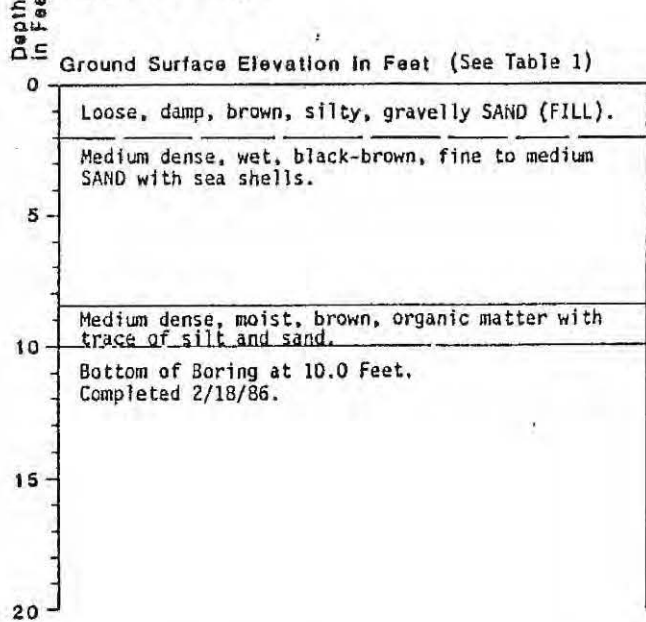 Depth
in Feet
Ground Surface Elevation in Feet (See Table 1)
0
Loose, damp, brown, silty, gravelly SAND (FILL).
Medium dense, wet, black-brown, fine to medium
SAND with sea shells.
5
Medium dense, moist, brown, organic matter with
trace of silt and sand.
10
Bottom of Boring at 10.0 Feet.
Completed 2/18/86.
15
20